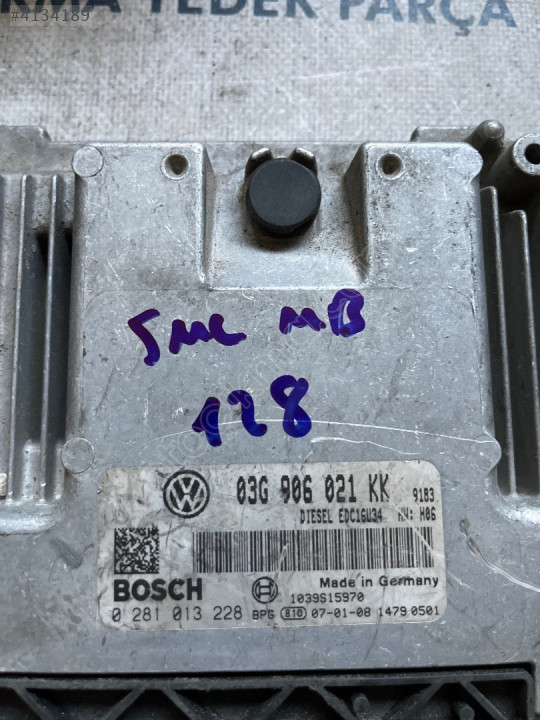 #4134189
YEDEK PARÇA
5mc MB
128
03G 906 021 KK 9183
DIESEL EDC16U34 HW: H06
BOSCH
Made in Germany
1039S15970
0 281 013 228 BPG 810 07-01-08 1479 0501